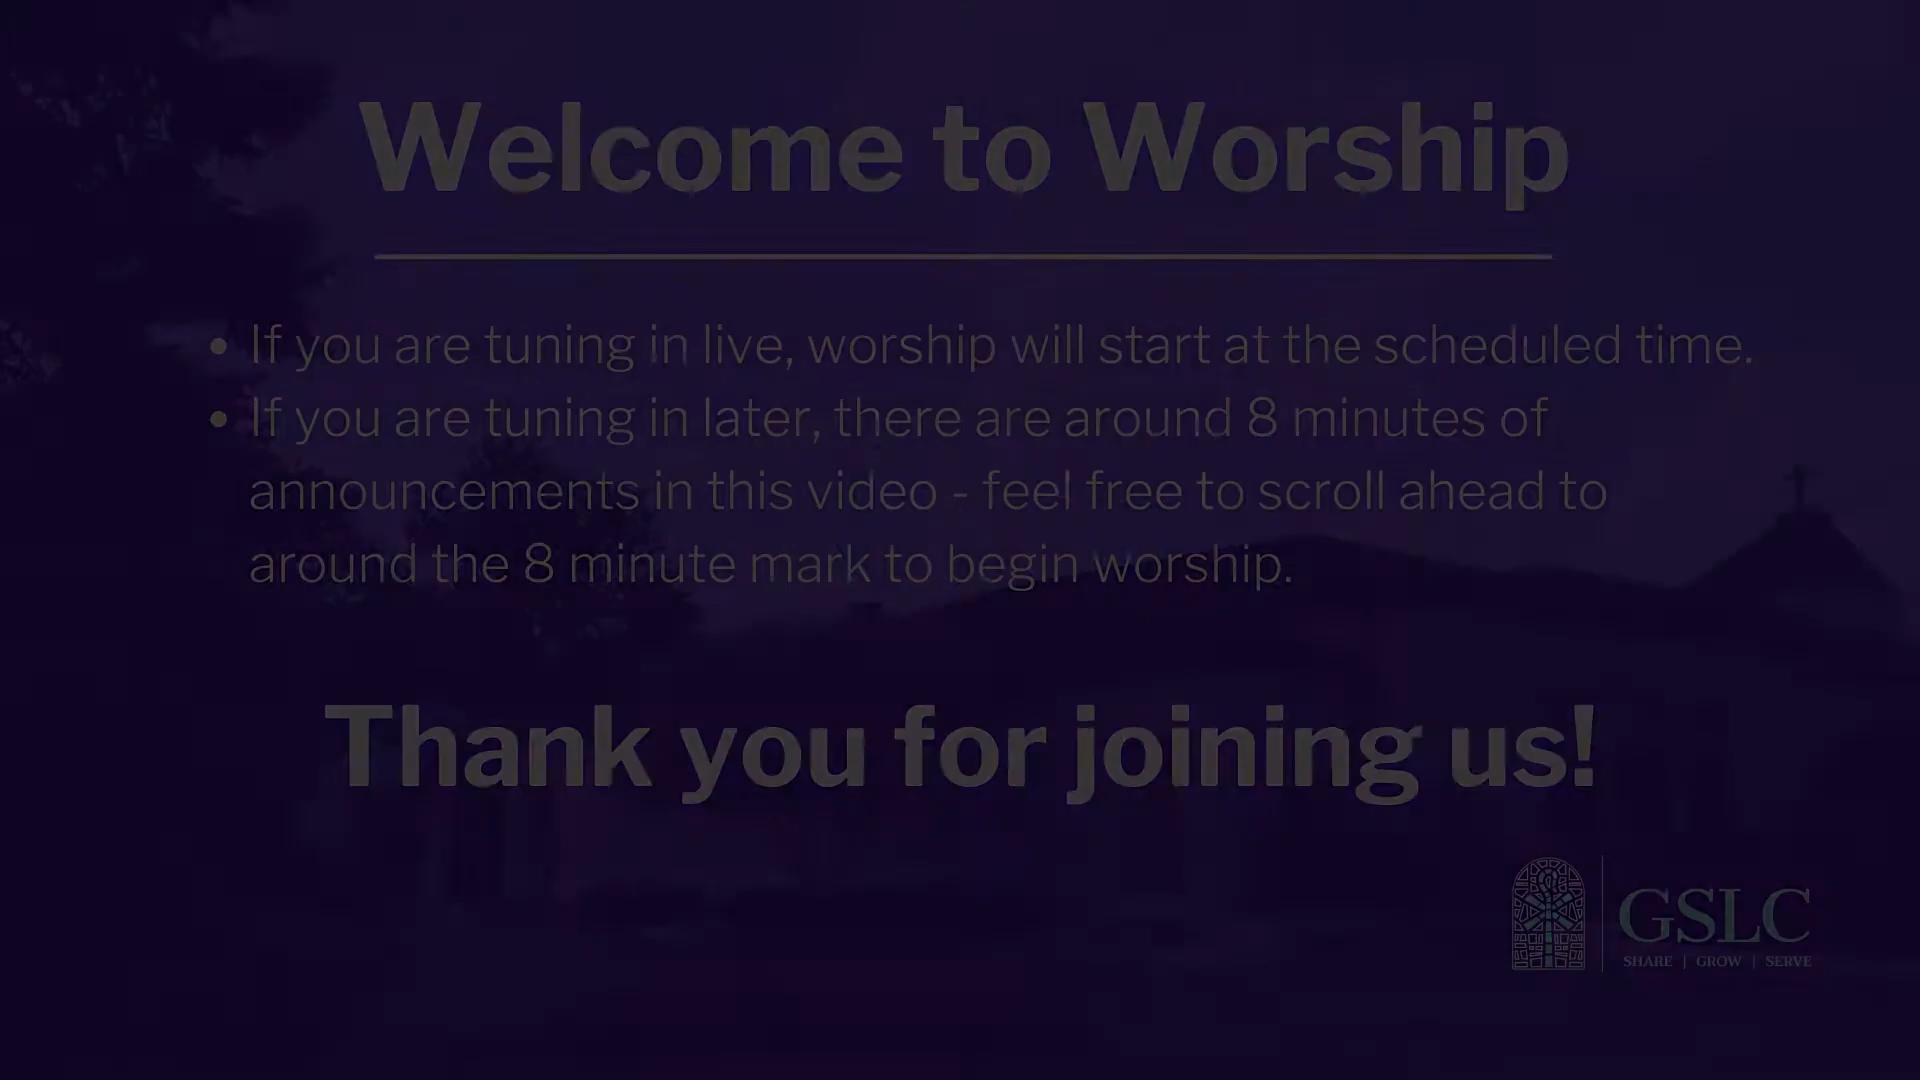 Welcome to Worship
• If you are tuning in live, worship will start at the scheduled time.
• If you are tuning in later, there are around 8 minutes of
announcements in this video - feel free to scroll ahead to
around the 8 minute mark to begin worship.
Thank you for joining us!
GSLC
SHARE | GROW | SERVE